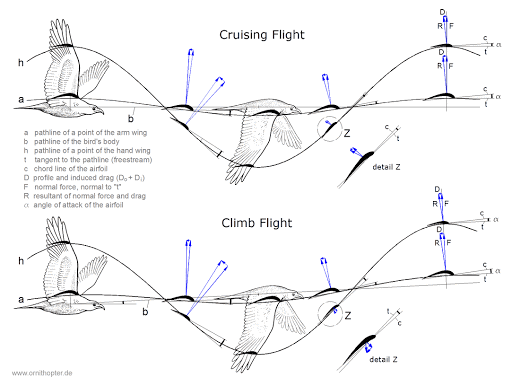 Cruising Flight
D
R F
c
α
t
D
R F
h
a
c
α
t
b
Z
c
t
detail Z
a pathline of a point of the arm wing
b pathline of the bird's body
h pathline of a point of the hand wing
t tangent to the pathline (freestream)
c chord line of the airfoil
D profile and induced drag (D₀ + Dᵢ)
F normal force, normal to "t"
R resultant of normal force and drag
α angle of attack of the airfoil
Climb Flight
D
R F
c
α
t
D
R F
h
a
c
α
t
b
Z
t
c
detail Z
www.ornithopter.de